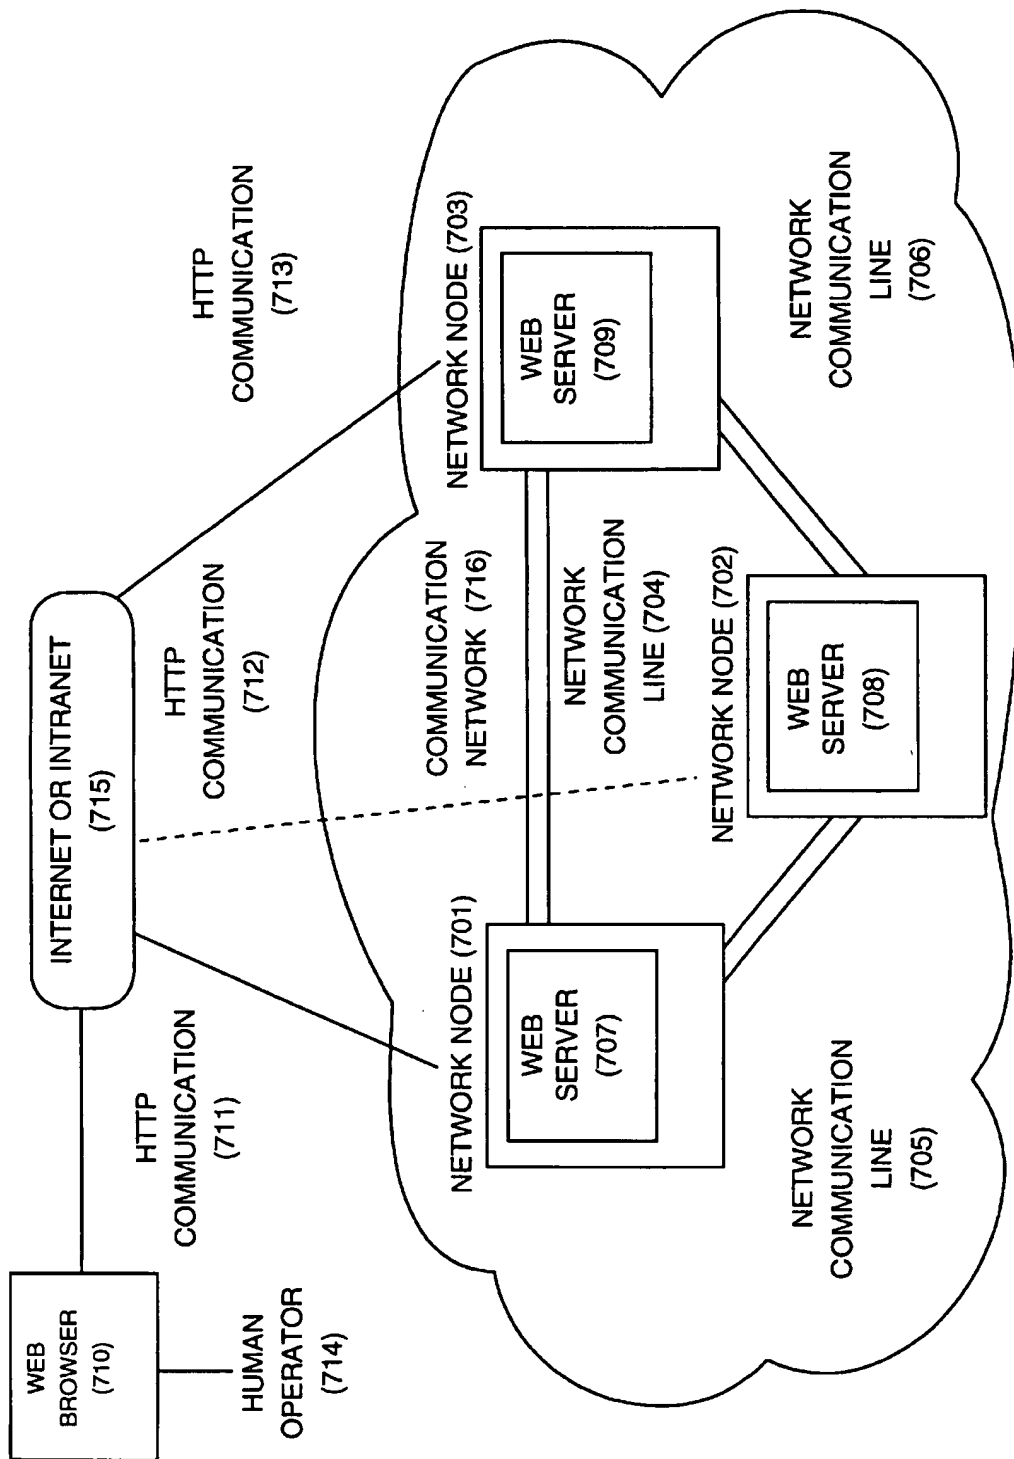 WEB
BROWSER
(710)
HUMAN
OPERATOR
(714)
INTERNET OR INTRANET
(715)
HTTP
COMMUNICATION
(711)
HTTP
COMMUNICATION
(712)
HTTP
COMMUNICATION
(713)
COMMUNICATION
NETWORK (716)
NETWORK NODE (701)
WEB
SERVER
(707)
NETWORK
COMMUNICATION
LINE (704)
NETWORK NODE (703)
WEB
SERVER
(709)
NETWORK NODE (702)
WEB
SERVER
(708)
NETWORK
COMMUNICATION
LINE
(705)
NETWORK
COMMUNICATION
LINE
(706)